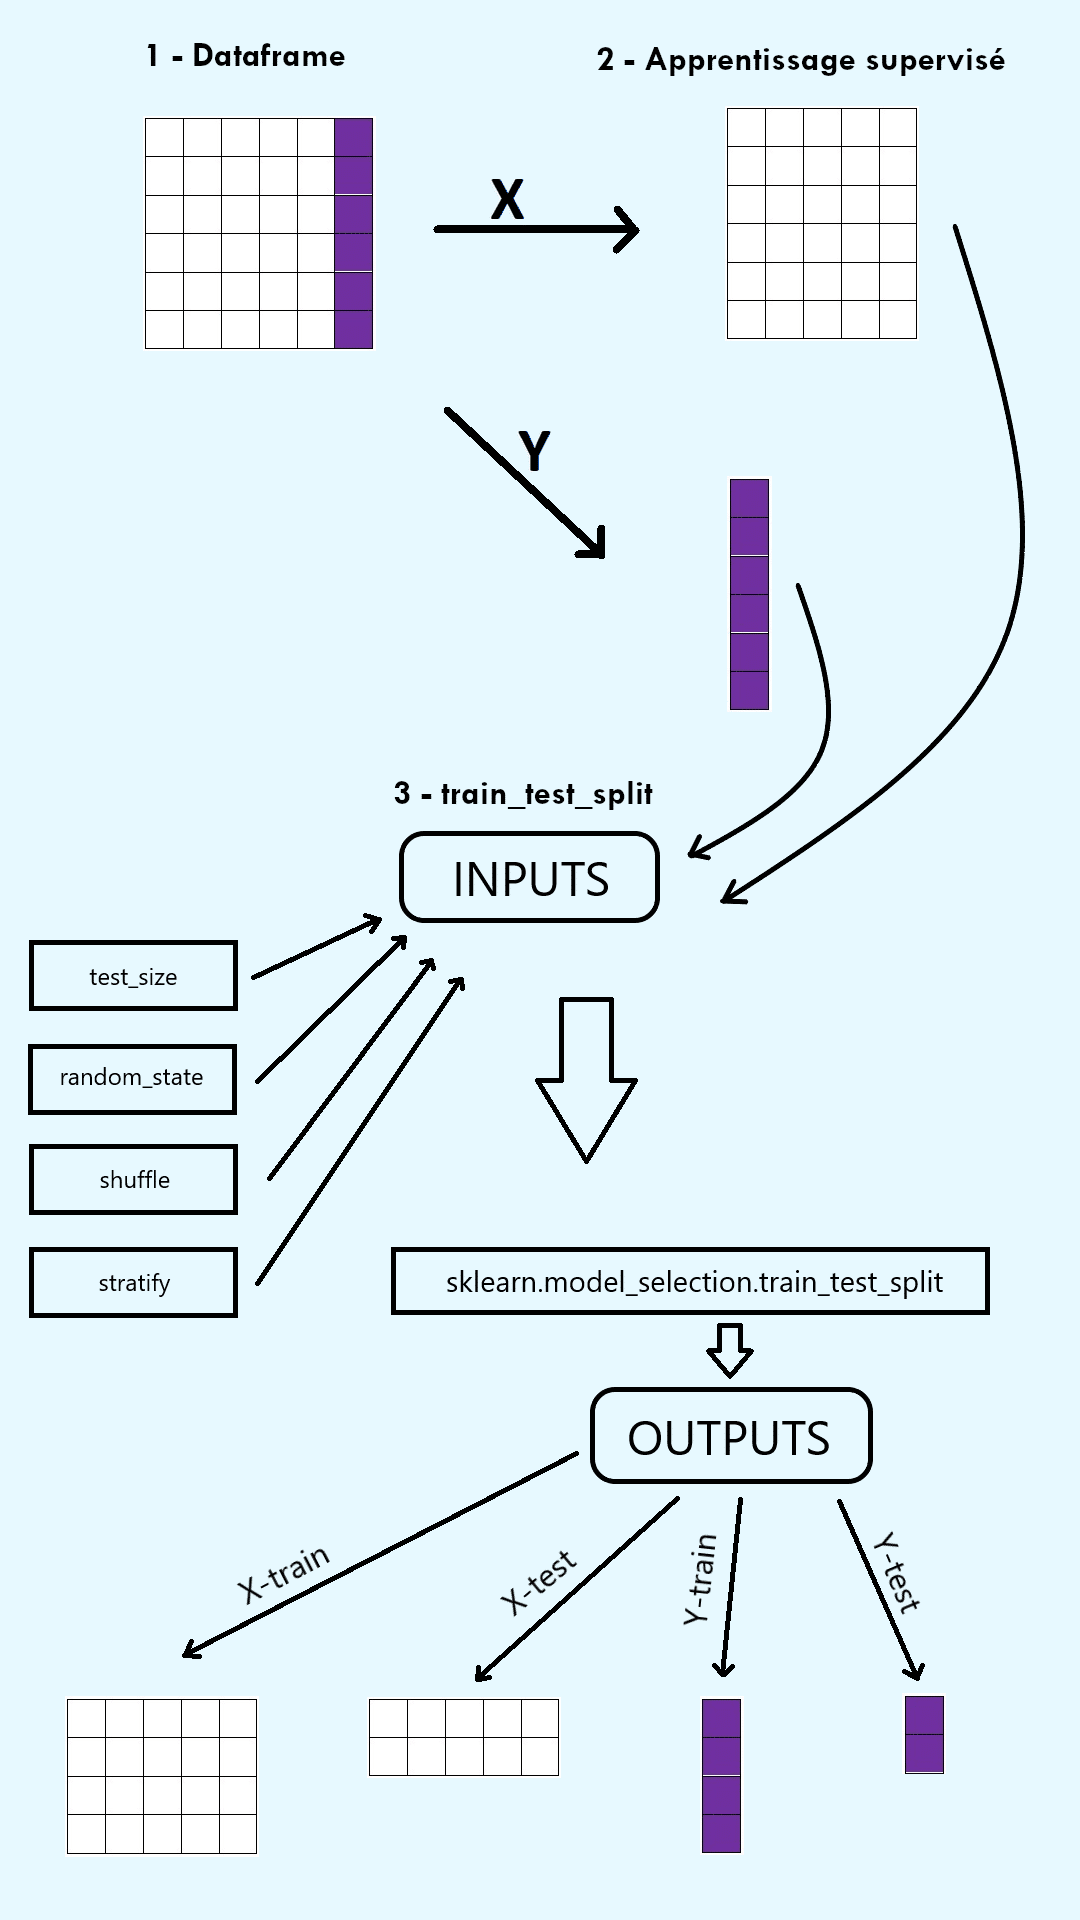 1 - Dataframe
2 - Apprentissage supervisé
X
Y
3 - train_test_split
INPUTS
test_size
random_state
shuffle
stratify
sklearn.model_selection.train_test_split
OUTPUTS
X-train
X-test
Y-train
Y-test